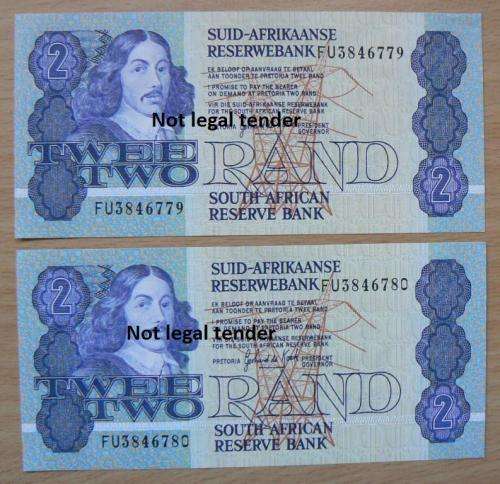 2
SUID-AFRIKAANSE
RESERWEBANK FU3846779
EK BELOOF OP AANVRAAG TE BETAAL
AAN TOONDER TE PRETORIA TWEE RAND
I PROMISE TO PAY THE BEARER
ON DEMAND AT PRETORIA TWO RAND
VIR DIE SUID-AFRIKAANSE RESERWEBANK
FOR THE SOUTH AFRICAN RESERVE BANK
Not legal tender
PRESIDENT
GOVERNOR
TWEE
TWO
RAND
2
FU3846779
SOUTH AFRICAN
RESERVE BANK
2
SUID-AFRIKAANSE
RESERWEBANK FU3846780
EK BELOOF OP AANVRAAG TE BETAAL
AAN TOONDER TE PRETORIA TWEE RAND
I PROMISE TO PAY THE BEARER
ON DEMAND AT PRETORIA TWO RAND
VIR DIE SUID-AFRIKAANSE RESERWEBANK
FOR THE SOUTH AFRICAN RESERVE BANK
Not legal tender
PRETORIA
PRESIDENT
GOVERNOR
TWEE
TWO
RAND
2
FU3846780
SOUTH AFRICAN
RESERVE BANK